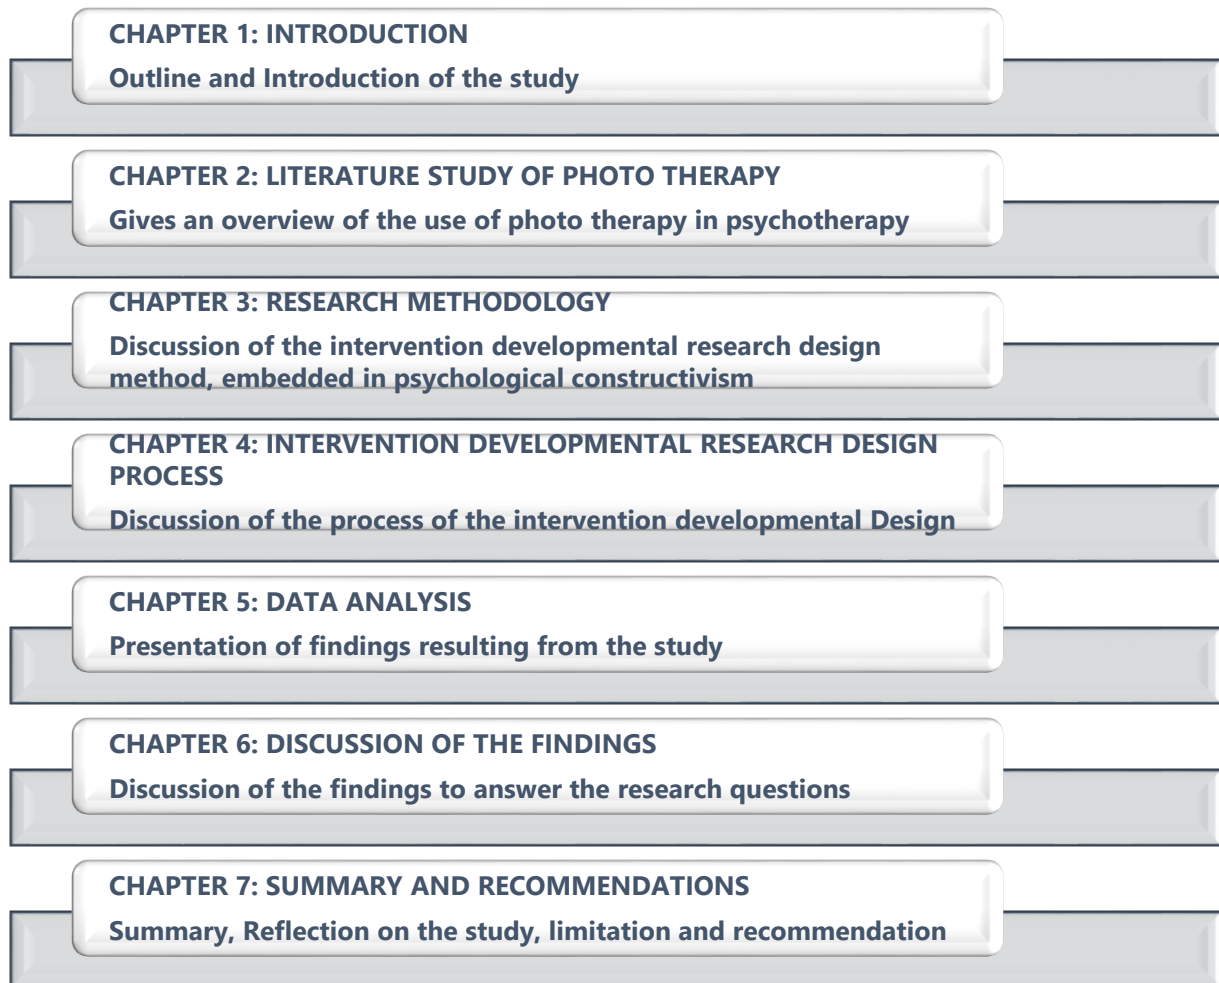 CHAPTER 1: INTRODUCTION
Outline and Introduction of the study
CHAPTER 2: LITERATURE STUDY OF PHOTO THERAPY
Gives an overview of the use of photo therapy in psychotherapy
CHAPTER 3: RESEARCH METHODOLOGY
Discussion of the intervention developmental research design
method, embedded in psychological constructivism
CHAPTER 4: INTERVENTION DEVELOPMENTAL RESEARCH DESIGN
PROCESS
Discussion of the process of the intervention developmental Design
CHAPTER 5: DATA ANALYSIS
Presentation of findings resulting from the study
CHAPTER 6: DISCUSSION OF THE FINDINGS
Discussion of the findings to answer the research questions
CHAPTER 7: SUMMARY AND RECOMMENDATIONS
Summary, Reflection on the study, limitation and recommendation